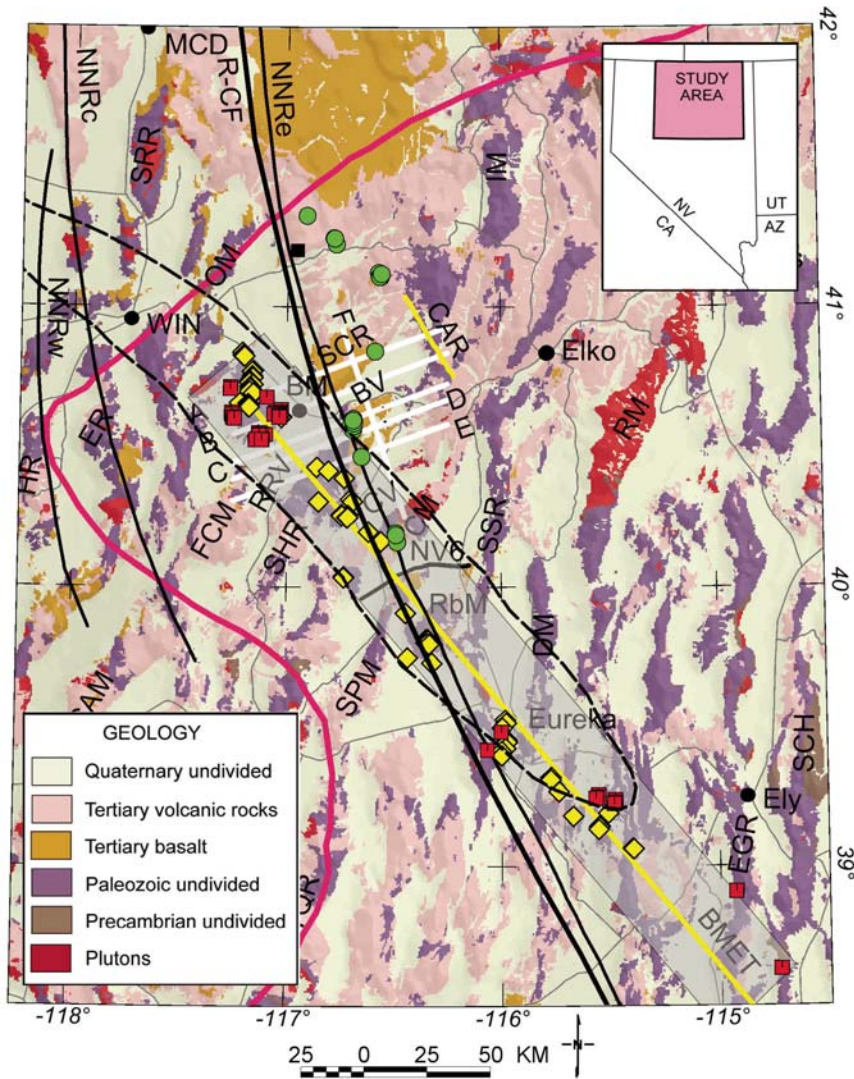 42°
MCD
NNRc
R-CF
NNRe
SRR
IM
STUDY
AREA
NV
CA
UT
AZ
OM
41°
NNRw
WIN
F
SCR
CAR
Elko
BM
BV
D
E
A
B
C
RM
ER
HR
RRV
FCM
SHR
CV
CM
NVC
SSR
40°
RbM
DM
SPM
Eureka
SCH
Ely
EGR
39°
BMET
GEOLOGY
Quaternary undivided
Tertiary volcanic rocks
Tertiary basalt
Paleozoic undivided
Precambrian undivided
Plutons
-118
-117
-116
-115
25 0 25 50 KM
N